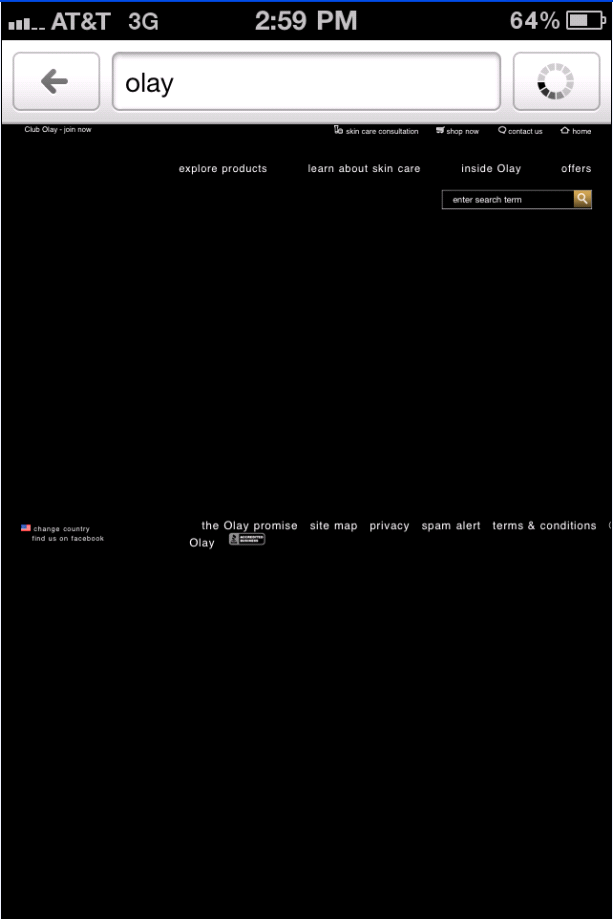 AT&T 3G 2:59 PM 64%
olay
Club Olay - join now skin care consultation shop now contact us home
explore products learn about skin care inside Olay offers
enter search term
change country the Olay promise site map privacy spam alert terms & conditions
find us on facebook Olay ACCREDITED BUSINESS